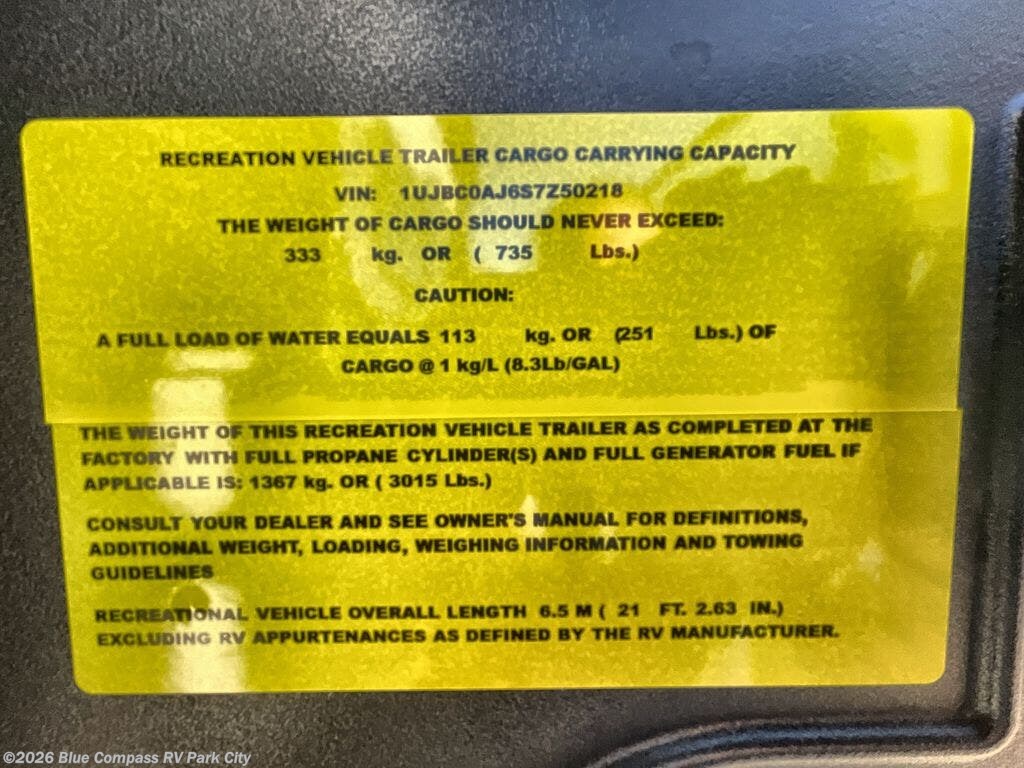 RECREATION VEHICLE TRAILER CARGO CARRYING CAPACITY
VIN: 1UJBC0AJ6S7Z50218
THE WEIGHT OF CARGO SHOULD NEVER EXCEED:
333 kg. OR ( 735 Lbs.)
CAUTION:
A FULL LOAD OF WATER EQUALS 113 kg. OR (251 Lbs.) OF
CARGO @ 1 kg/L (8.3Lb/GAL)
THE WEIGHT OF THIS RECREATION VEHICLE TRAILER AS COMPLETED AT THE
FACTORY WITH FULL PROPANE CYLINDER(S) AND FULL GENERATOR FUEL IF
APPLICABLE IS: 1367 kg. OR ( 3015 Lbs.)
CONSULT YOUR DEALER AND SEE OWNER'S MANUAL FOR DEFINITIONS,
ADDITIONAL WEIGHT, LOADING, WEIGHING INFORMATION AND TOWING
GUIDELINES
RECREATIONAL VEHICLE OVERALL LENGTH 6.5 M ( 21 FT. 2.63 IN.)
EXCLUDING RV APPURTENANCES AS DEFINED BY THE RV MANUFACTURER.
©2026 Blue Compass RV Park City